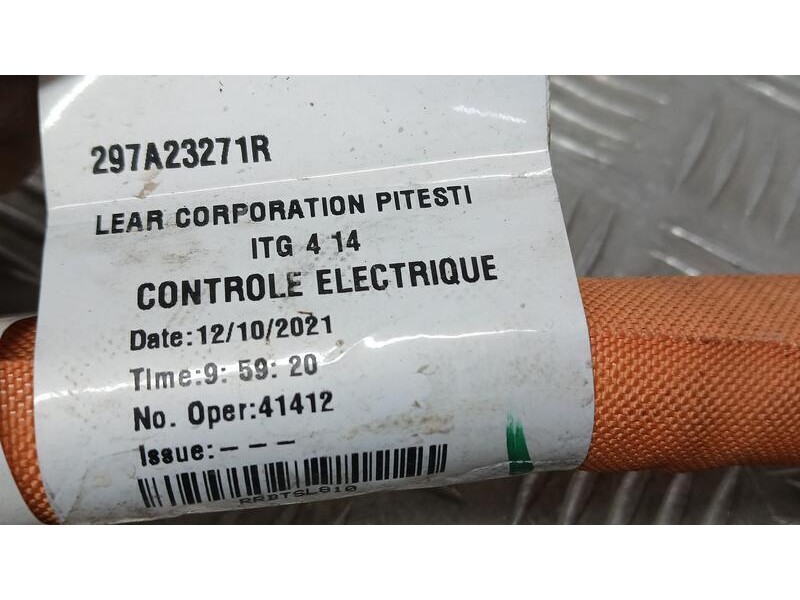 297A23271R
LEAR CORPORATION PITESTI
ITG 4 14
CONTROLE ELECTRIQUE
Date:12/10/2021
Time:9: 59: 20
No. Oper:41412
Issue:- - -
RRBTSL810